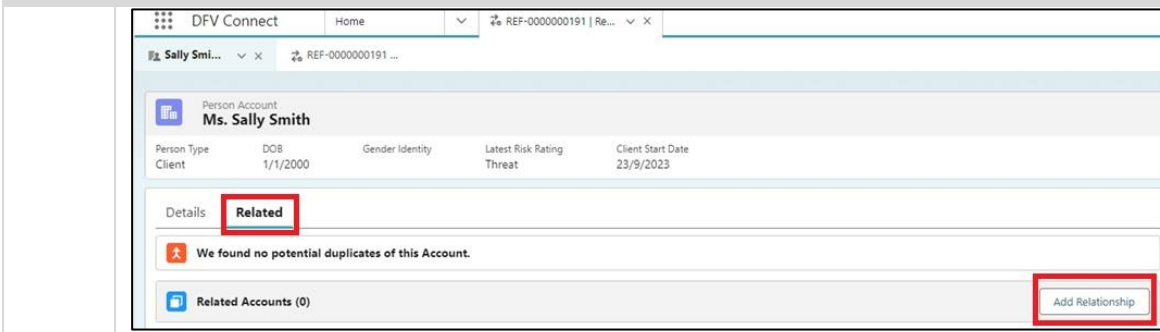 DFV Connect Home REF-0000000191 | Re...
Sally Smi... REF-0000000191 ...
Person Account
Ms. Sally Smith
Person Type DOB Gender Identity Latest Risk Rating Client Start Date
Client 1/1/2000 Threat 23/9/2023
Details Related
We found no potential duplicates of this Account.
Related Accounts (0) Add Relationship